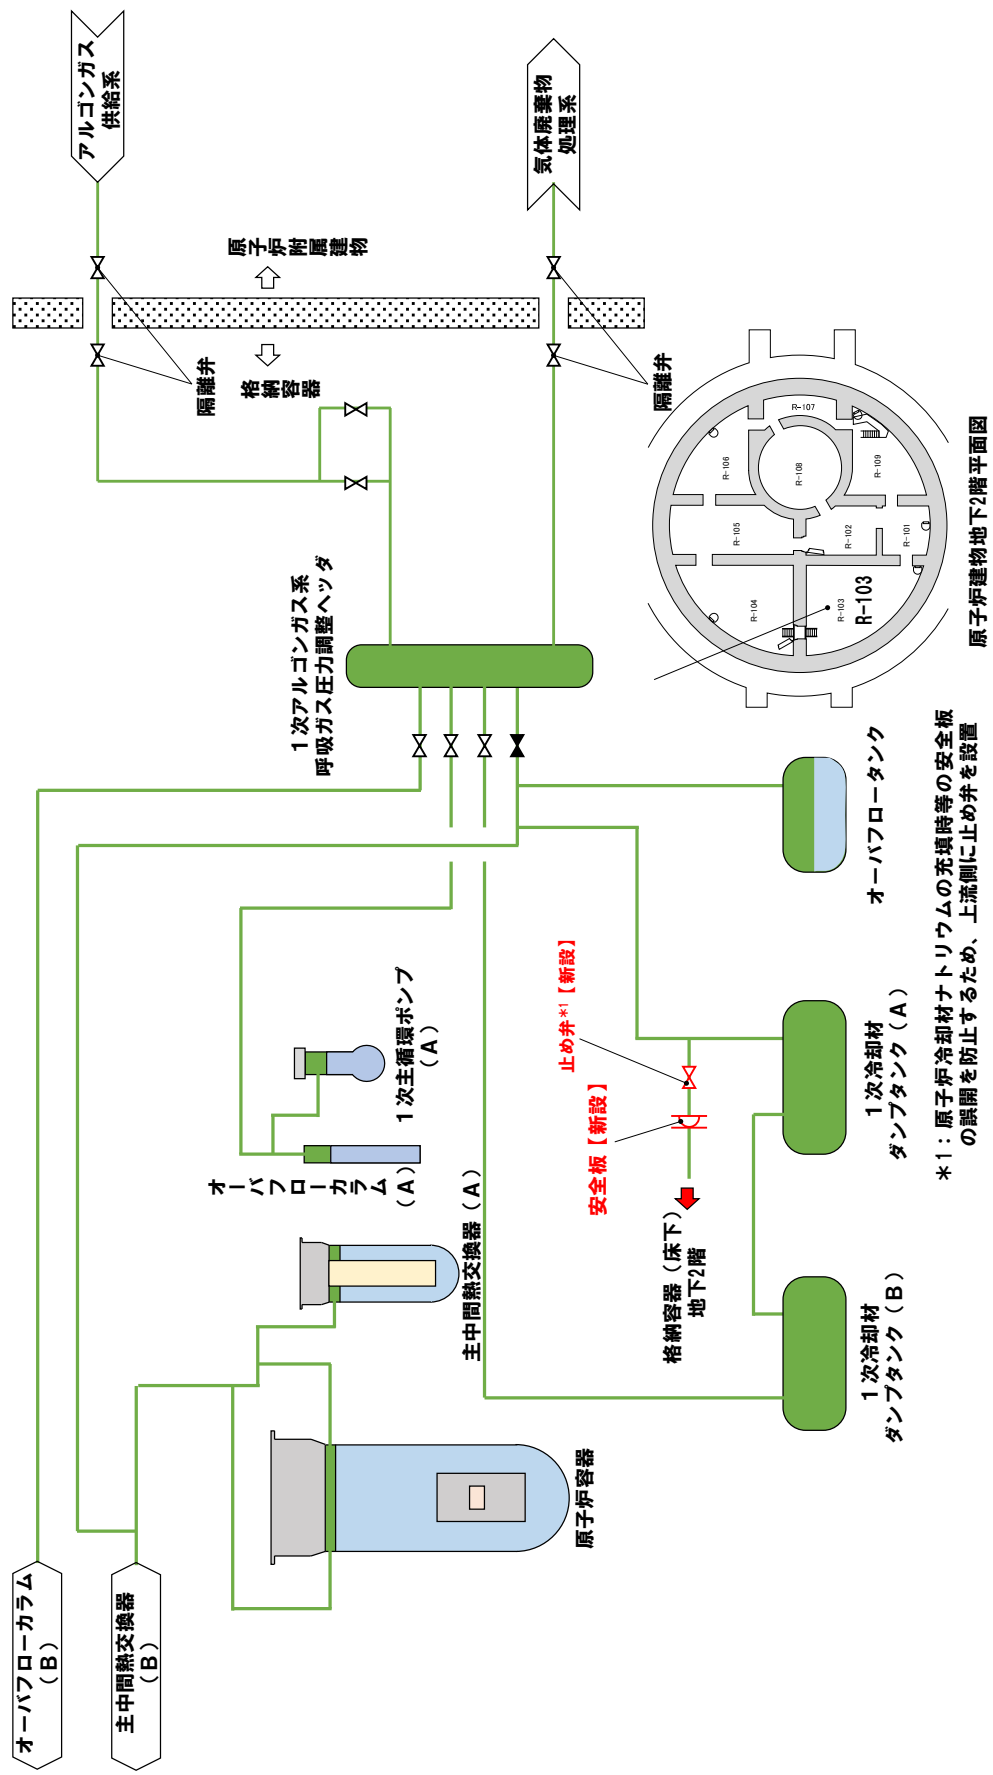 オーバフローカラム
（Ｂ）
主中間熱交換器
（Ｂ）
原子炉容器
主中間熱交換器（Ａ）
オーバフローカラム
（Ａ）
１次主循環ポンプ
（Ａ）
１次アルゴンガス系
呼吸ガス圧力調整ヘッダ
隔離弁
格納容器
原子炉附属建物
アルゴンガス
供給系
気体廃棄物
処理系
隔離弁
安全板【新設】
止め弁*1【新設】
格納容器（床下）
地下2階
１次冷却材
ダンプタンク（Ｂ）
１次冷却材
ダンプタンク（Ａ）
オーバフロータンク
R-104
R-105
R-106
R-107
R-108
R-103
R-103
R-102
R-109
R-101
原子炉建物地下2階平面図
*1：原子炉冷却材ナトリウムの充填時等の安全板
の誤開を防止するため、上流側に止め弁を設置